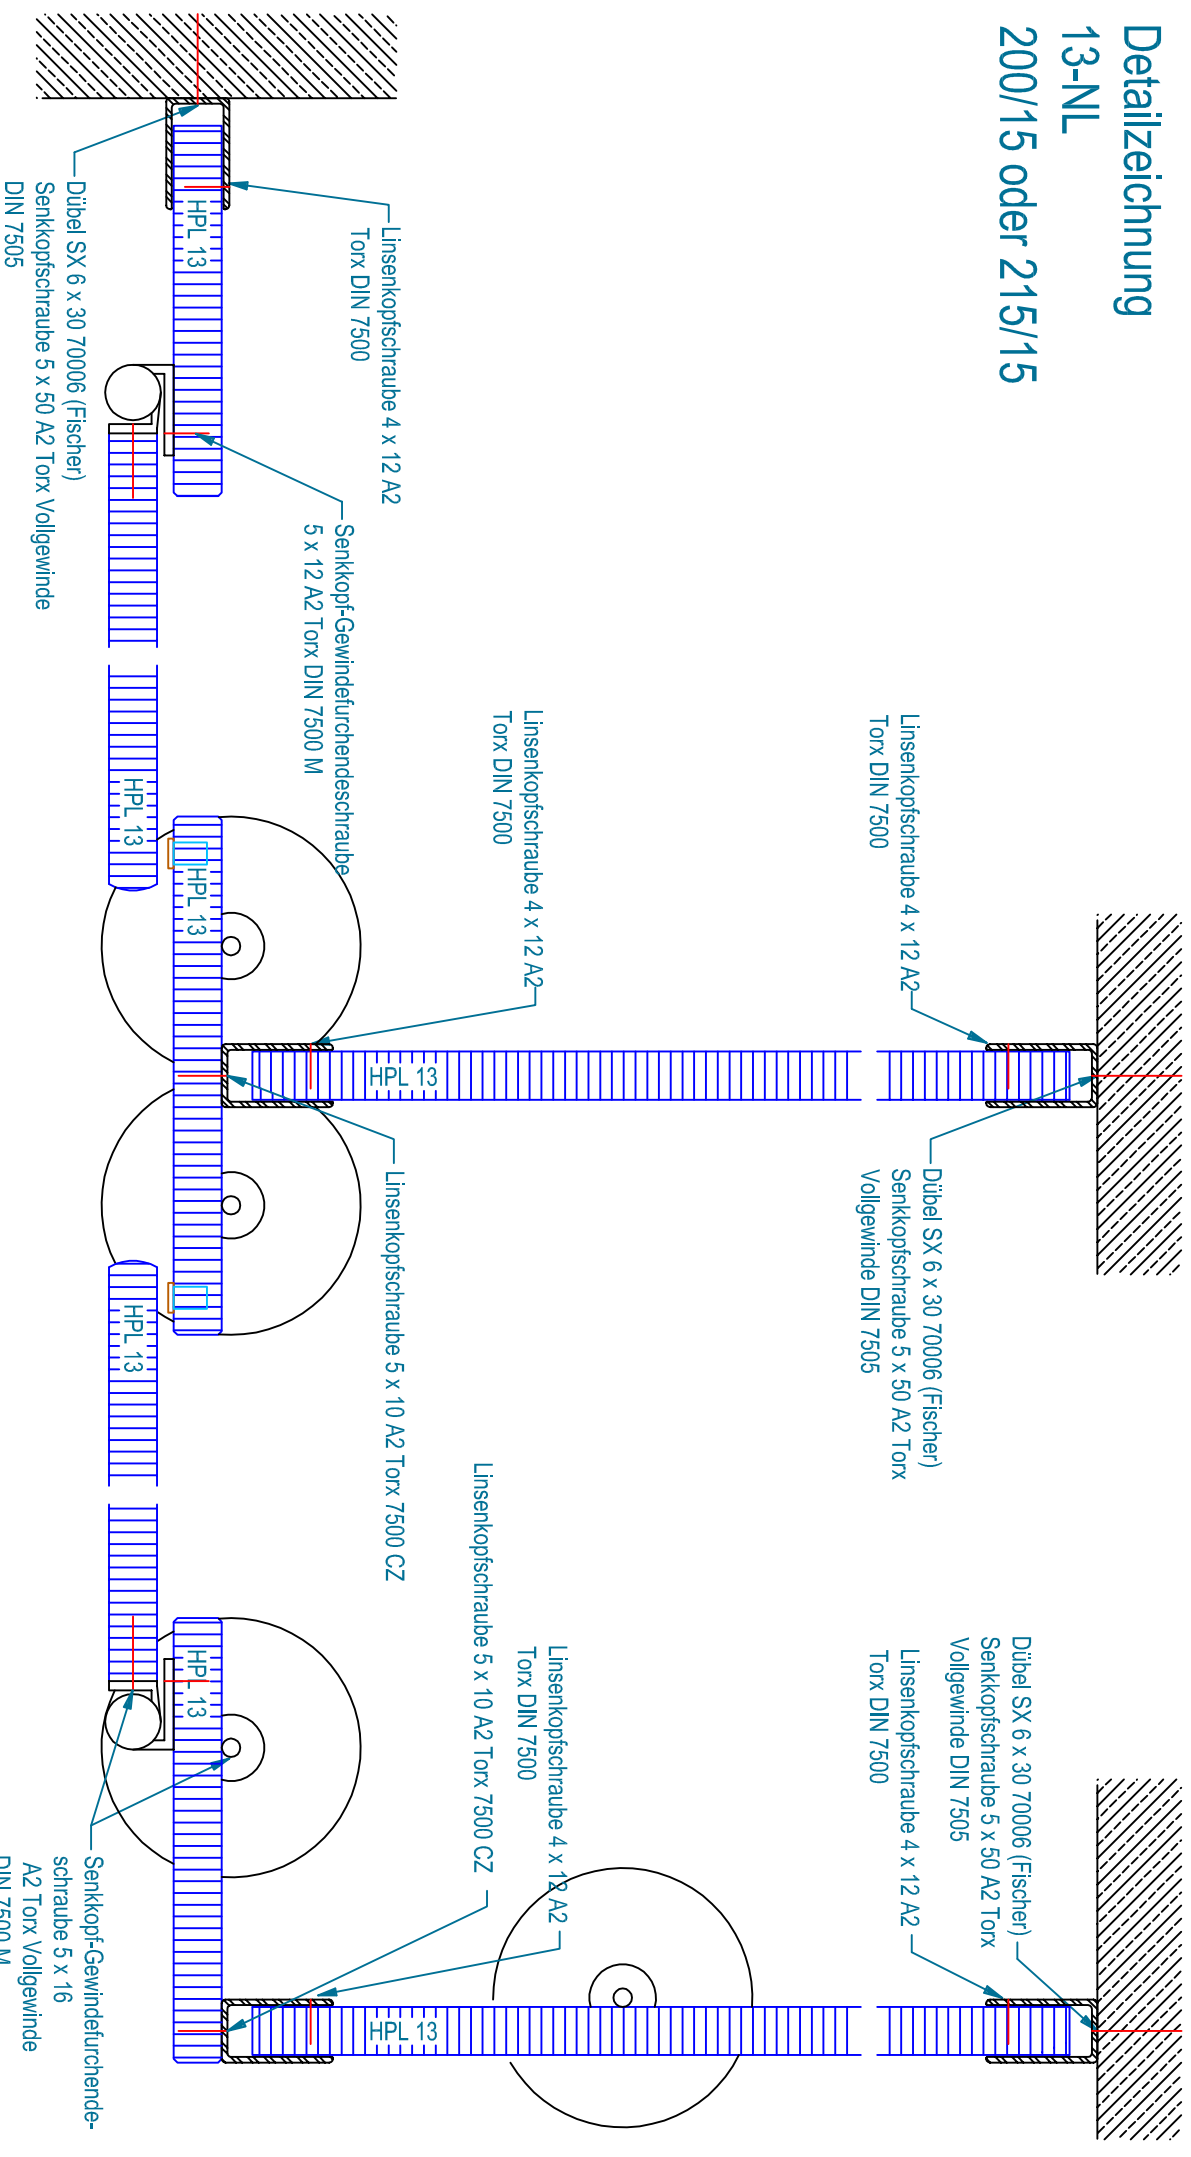 Detailzeichnung
13-NL
200/15 oder 215/15
Dübel SX 6 x 30 70006 (Fischer)
Senkkopfschraube 5 x 50 A2 Torx Vollgewinde
DIN 7505
Linsenkopfschraube 4 x 12 A2
Torx DIN 7500
HPL 13
Senkkopf-Gewindefurchendeschraube
5 x 12 A2 Torx DIN 7500 M
HPL 13
HPL 13
Linsenkopfschraube 4 x 12 A2
Torx DIN 7500
Linsenkopfschraube 4 x 12 A2
Torx DIN 7500
HPL 13
Dübel SX 6 x 30 70006 (Fischer)
Senkkopfschraube 5 x 50 A2 Torx
Vollgewinde DIN 7505
Linsenkopfschraube 5 x 10 A2 Torx 7500 CZ
HPL 13
Linsenkopfschraube 5 x 10 A2 Torx 7500 CZ
Linsenkopfschraube 4 x 12 A2
Torx DIN 7500
Dübel SX 6 x 30 70006 (Fischer)
Senkkopfschraube 5 x 50 A2 Torx
Vollgewinde DIN 7505
Linsenkopfschraube 4 x 12 A2
Torx DIN 7500
HPL 13
HPL 13
Senkkopf-Gewindefurchende-
schraube 5 x 16
A2 Torx Vollgewinde
DIN 7500 M